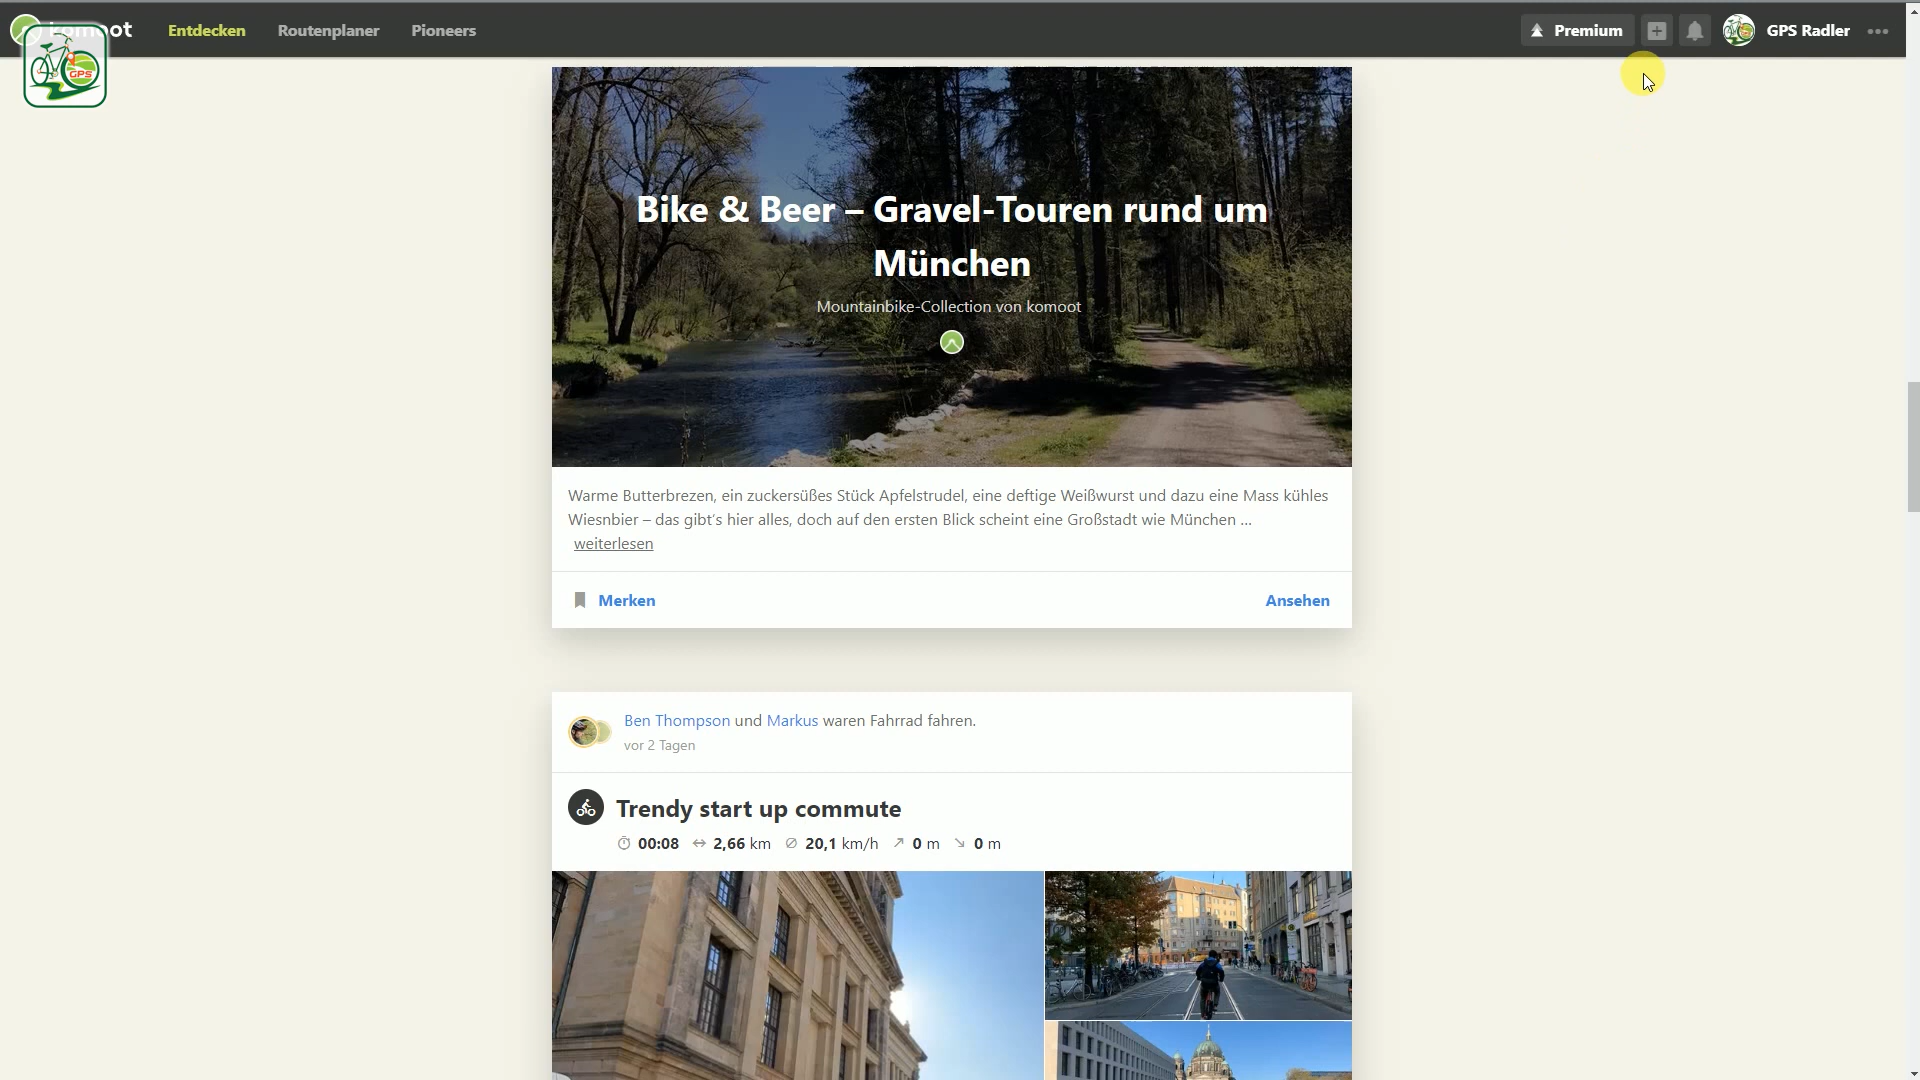 komoot
GPS
Entdecken
Routenplaner
Pioneers
Premium
GPS Radler
Bike & Beer – Gravel-Touren rund um
München
Mountainbike-Collection von komoot
Warme Butterbrezen, ein zuckersüßes Stück Apfelstrudel, eine deftige Weißwurst und dazu eine Mass kühles
Wiesnbier – das gibt's hier alles, doch auf den ersten Blick scheint eine Großstadt wie München ...
weiterlesen
Merken
Ansehen
Ben Thompson und Markus waren Fahrrad fahren.
vor 2 Tagen
Trendy start up commute
00:08 2,66 km 20,1 km/h 0 m 0 m